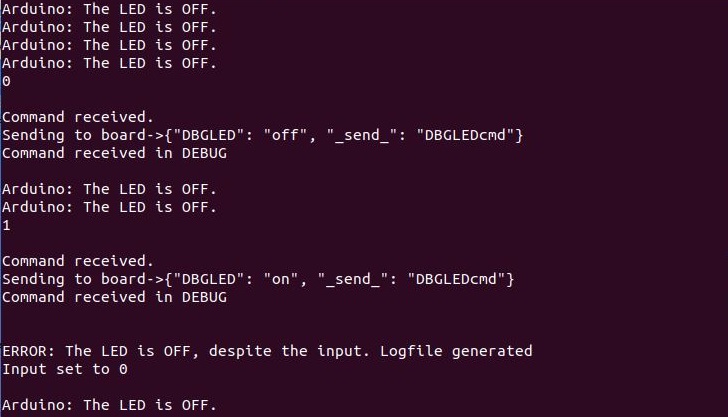 Arduino: The LED is OFF.
Arduino: The LED is OFF.
Arduino: The LED is OFF.
Arduino: The LED is OFF.
0
Command received.
Sending to board->{"DBGLED": "off", "_send_": "DBGLEDcmd"}
Command received in DEBUG
Arduino: The LED is OFF.
Arduino: The LED is OFF.
1
Command received.
Sending to board->{"DBGLED": "on", "_send_": "DBGLEDcmd"}
Command received in DEBUG
ERROR: The LED is OFF, despite the input. Logfile generated
Input set to 0
Arduino: The LED is OFF.